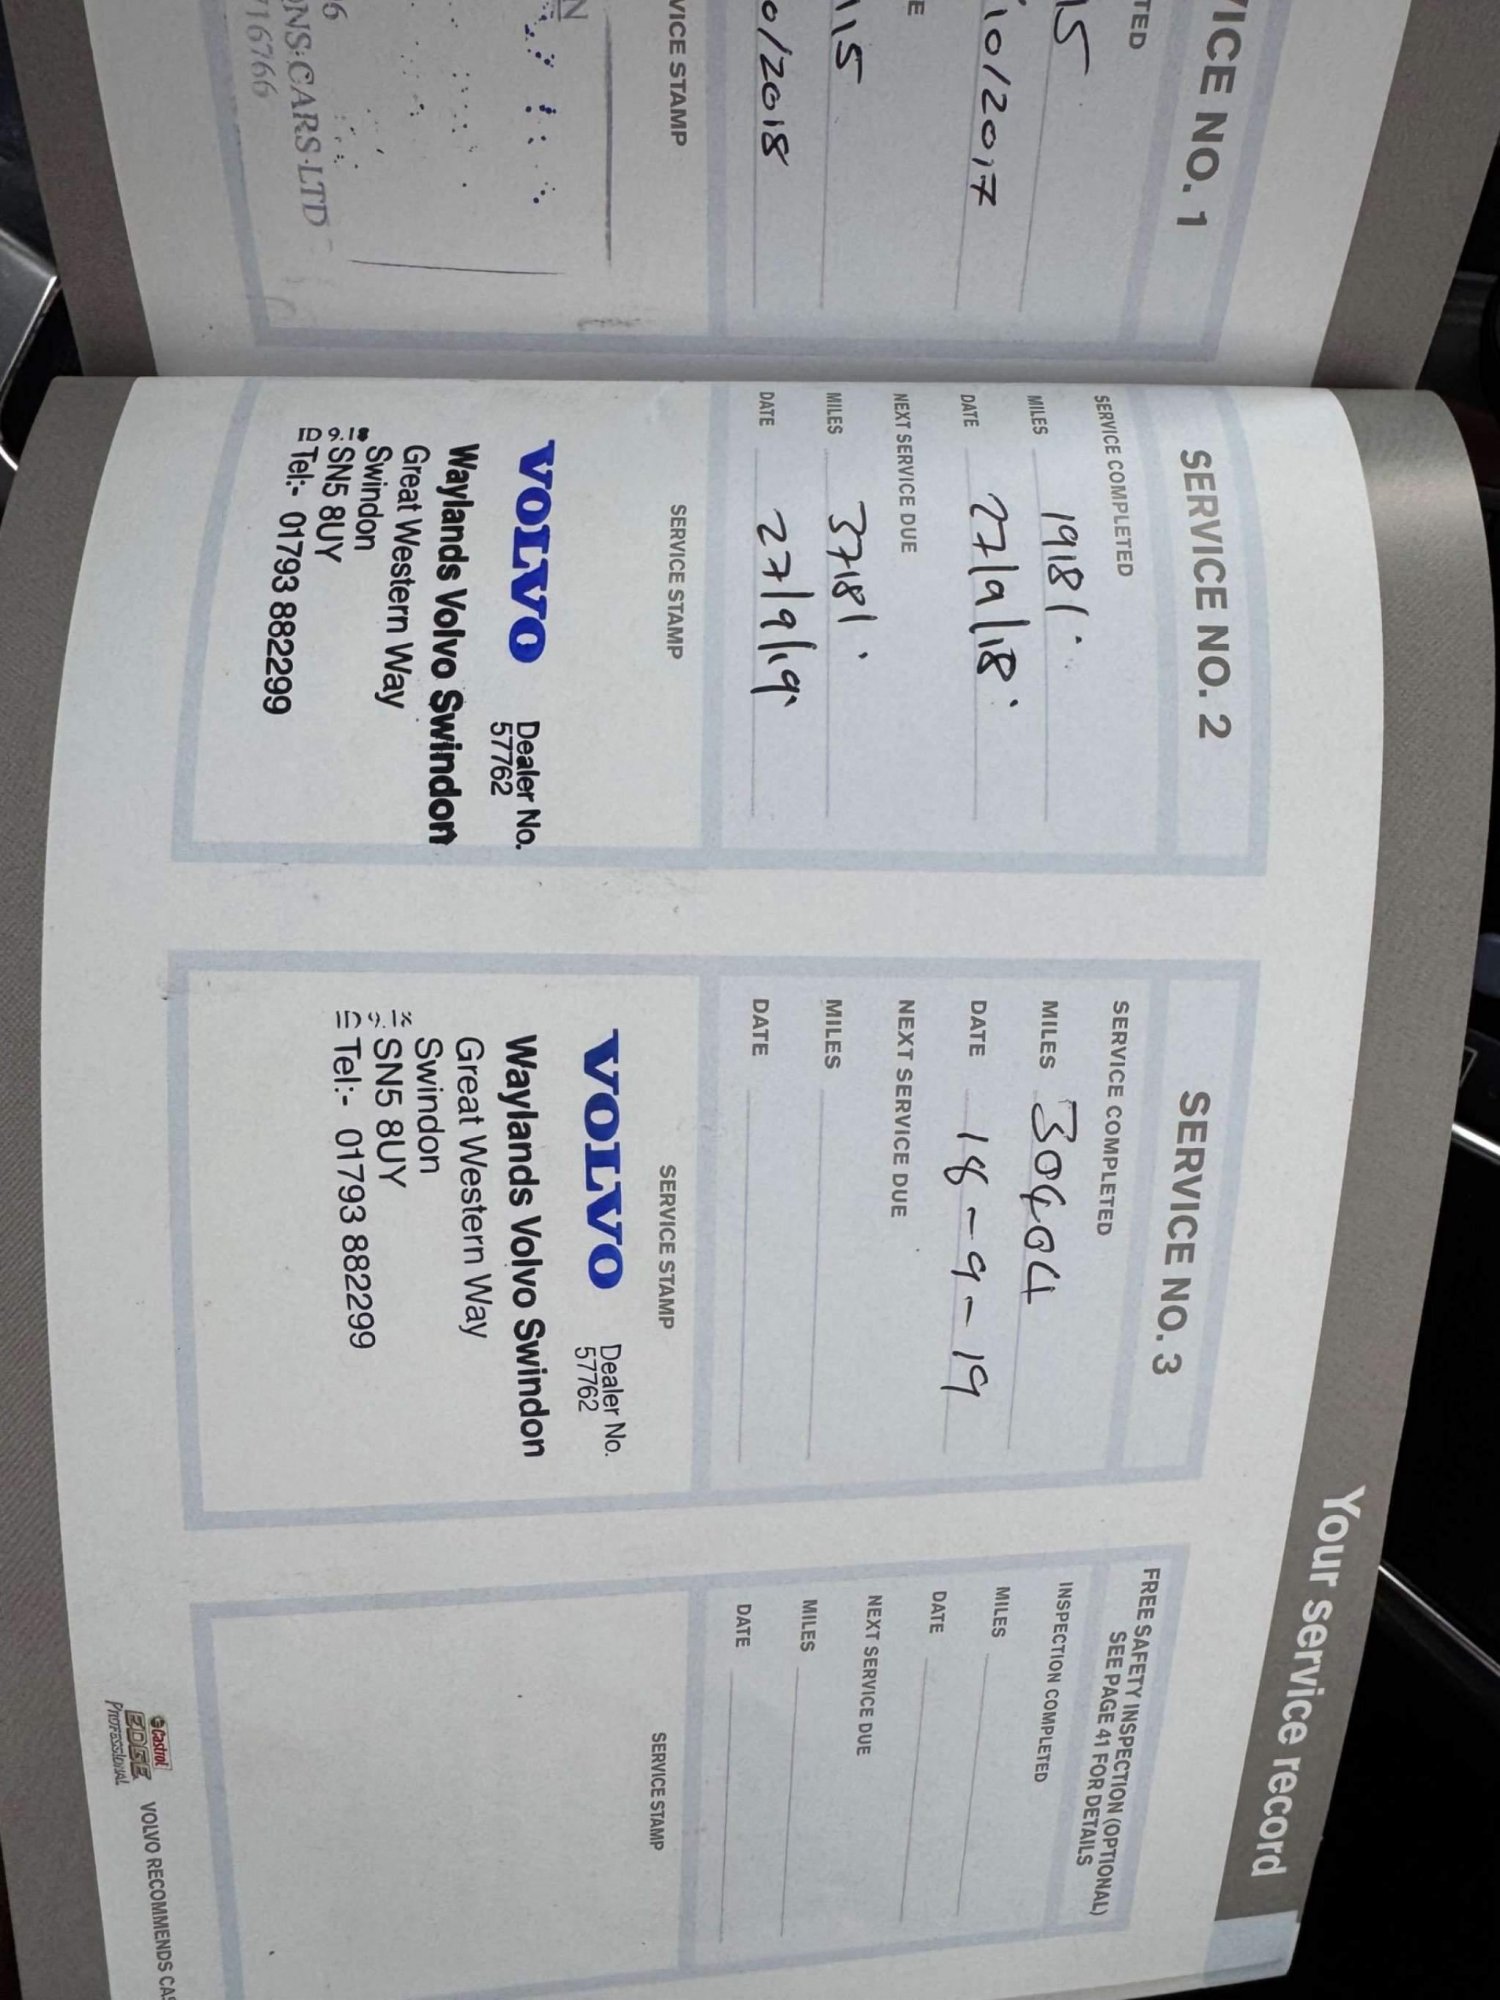 Your service record
VICE NO. 1
TED
15
10/2017
E
115
0/2018
VICE STAMP
N
6
ONS:CARS·LTD
716766
SERVICE NO. 2
SERVICE COMPLETED
MILES 19181.
DATE 27/9/18.
NEXT SERVICE DUE
MILES 37181.
DATE 27/9/19.
SERVICE STAMP
VOLVO Dealer No.
57762
Waylands Volvo Swindon
Great Western Way
Swindon
SN5 8UY
Tel:- 01793 882299
SERVICE NO. 3
SERVICE COMPLETED
MILES 30404
DATE 18-9-19
NEXT SERVICE DUE
MILES
DATE
SERVICE STAMP
VOLVO Dealer No.
57762
Waylands Volvo Swindon
Great Western Way
Swindon
SN5 8UY
Tel:- 01793 882299
FREE SAFETY INSPECTION (OPTIONAL)
SEE PAGE 41 FOR DETAILS
INSPECTION COMPLETED
MILES
DATE
NEXT SERVICE DUE
MILES
DATE
SERVICE STAMP
Castrol
EDGE
Professional
VOLVO RECOMMENDS CAS